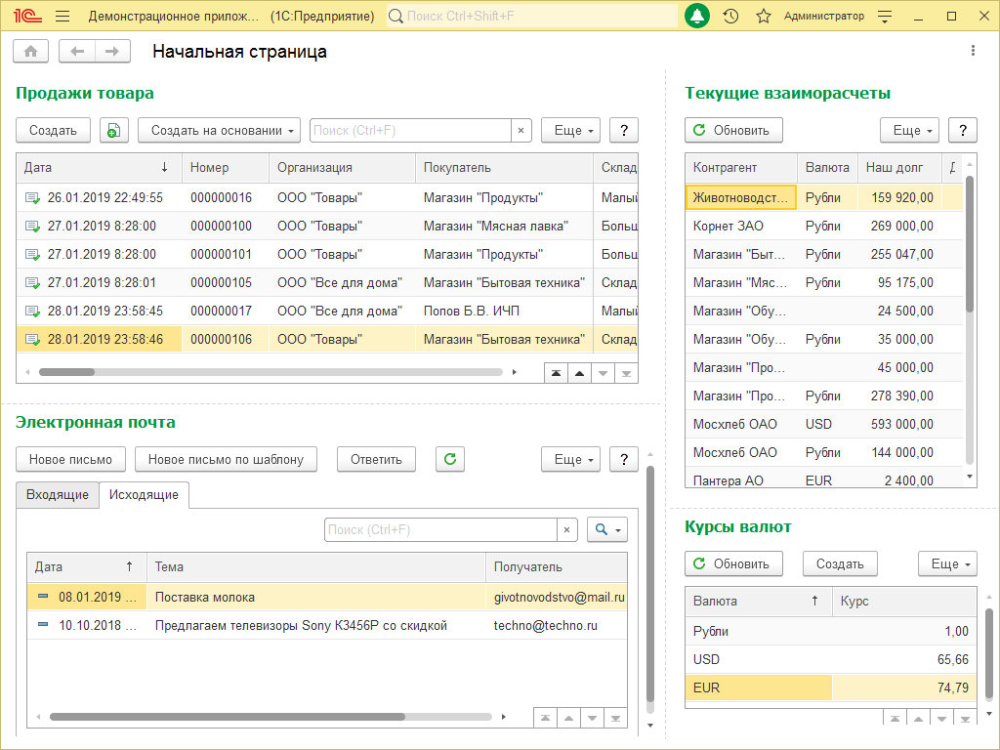 1С Демонстрационное прилож... (1С:Предприятие) Поиск Ctrl+Shift+F Администратор
Начальная страница
Продажи товара
Создать Создать на основании Поиск (Ctrl+F) × Еще ?
Дата ↓ Номер Организация Покупатель Склад
26.01.2019 22:49:55 000000016 ООО "Товары" Магазин "Продукты" Малый
27.01.2019 8:28:00 000000100 ООО "Товары" Магазин "Мясная лавка" Больш
27.01.2019 8:28:00 000000101 ООО "Товары" Магазин "Продукты" Больш
27.01.2019 8:28:01 000000105 ООО "Все для дома" Магазин "Бытовая техника" Склад
28.01.2019 23:58:45 000000017 ООО "Все для дома" Попов Б.В. ИЧП Малый
28.01.2019 23:58:46 000000106 ООО "Товары" Магазин "Бытовая техника" Склад
Электронная почта
Новое письмо Новое письмо по шаблону Ответить Еще ?
Входящие Исходящие
Поиск (Ctrl+F) ×
Дата ↑ Тема Получатель
08.01.2019 ... Поставка молока givotnovodstvo@mail.ru
10.10.2018 ... Предлагаем телевизоры Sony К3456Р со скидкой techno@techno.ru
Текущие взаиморасчеты
Обновить Еще ?
Контрагент Валюта Наш долг
Животноводст... Рубли 159 920,00
Корнет ЗАО Рубли 269 000,00
Магазин "Быт... Рубли 255 047,00
Магазин "Мяс... Рубли 95 175,00
Магазин "Обу... 24 500,00
Магазин "Обу... Рубли 35 000,00
Магазин "Про... 45 000,00
Магазин "Про... Рубли 278 390,00
Мосхлеб ОАО USD 593 000,00
Мосхлеб ОАО Рубли 144 000,00
Пантера АО EUR 2 400,00
Курсы валют
Обновить Создать Еще
Валюта ↑ Курс
Рубли 1,00
USD 65,66
EUR 74,79